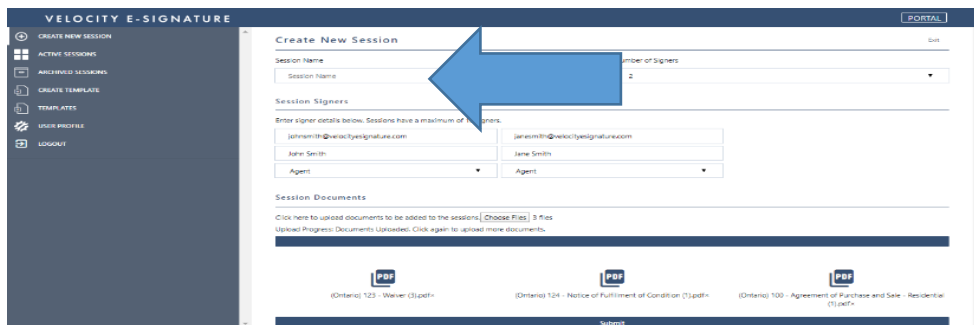 VELOCITY E-SIGNATURE
PORTAL
CREATE NEW SESSION
ACTIVE SESSIONS
ARCHIVED SESSIONS
CREATE TEMPLATE
TEMPLATES
USER PROFILE
LOGOUT
Create New Session
Exit
Session Name
umber of Signers
Session Name
2
Session Signers
Enter signer details below. Sessions have a maximum of 1 gners.
johnsmith@velocityesignature.com
janesmith@velocityesignature.com
John Smith
Jane Smith
Agent
Agent
Session Documents
Click here to upload documents to be added to the sessions. Choose Files 3 files
Upload Progress: Documents Uploaded. Click again to upload more documents.
PDF
PDF
PDF
(Ontario) 123 - Waiver (3).pdf×
(Ontario) 124 - Notice of Fulfilment of Condition (1).pdf×
(Ontario) 100 - Agreement of Purchase and Sale - Residential
(1).pdf×
Submit